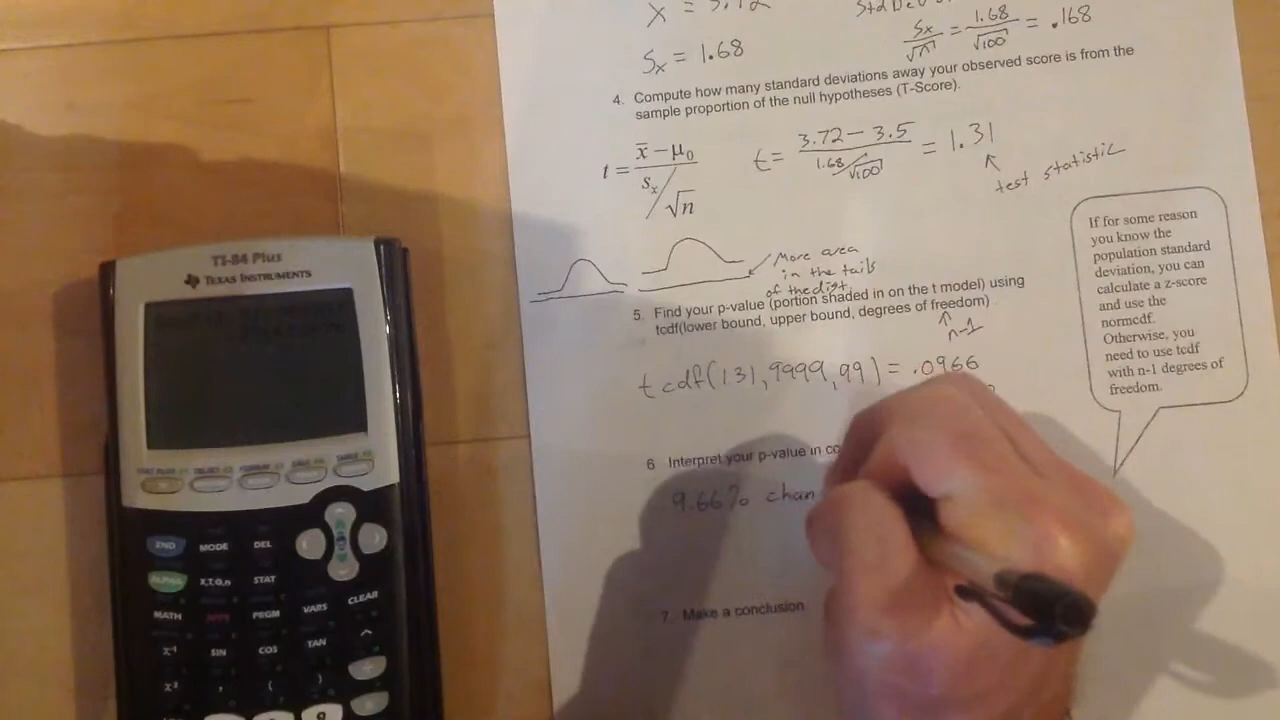 Sx/√n = 1.68/√100 = .168
Sx = 1.68
4. Compute how many standard deviations away your observed score is from the
sample proportion of the null hypotheses (T-Score).
t = x̄ − μ0 / sx/√n
t = 3.72 − 3.5 / 1.68/√100 = 1.31
test statistic
More area
in the tails
of the dist.
5. Find your p-value (portion shaded in on the t model) using
tcdf(lower bound, upper bound, degrees of freedom)
n-1
tcdf(1.31, 9999, 99) = .0966
6 Interpret your p-value in co
9.66% chan
7. Make a conclusion
If for some reason
you know the
population standard
deviation, you can
calculate a z-score
and use the
normcdf.
Otherwise, you
need to use tcdf
with n-1 degrees of
freedom.
TI-84 Plus
TEXAS INSTRUMENTS
2ND MODE DEL
ALPHA X,T,Θ,n STAT
MATH APPS PRGM VARS CLEAR
x⁻¹ SIN COS TAN ^
x² , ( )